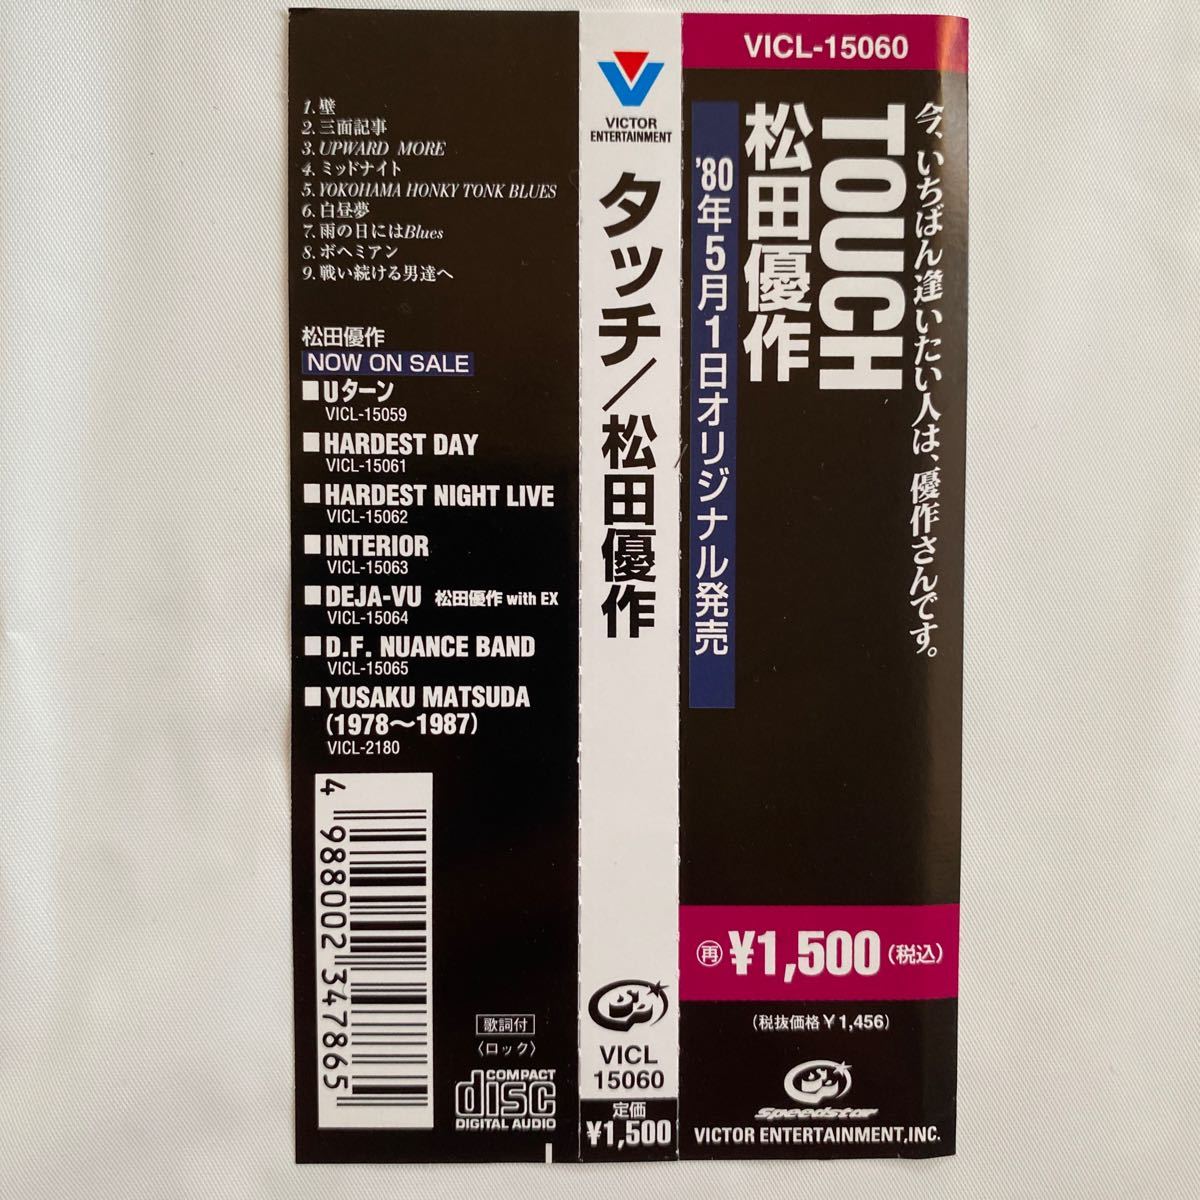 1. 壁
2. 三面記事
3. UPWARD MORE
4. ミッドナイト
5. YOKOHAMA HONKY TONK BLUES
6. 白昼夢
7. 雨の日にはBlues
8. ボヘミアン
9. 戦い続ける男達へ
松田優作
NOW ON SALE
■Uターン
VICL-15059
■HARDEST DAY
VICL-15061
■HARDEST NIGHT LIVE
VICL-15062
■INTERIOR
VICL-15063
■DEJA-VU 松田優作 with EX
VICL-15064
■D.F. NUANCE BAND
VICL-15065
■YUSAKU MATSUDA
(1978〜1987)
VICL-2180
4 988002 347865
歌詞付
〈ロック〉
COMPACT
disc
DIGITAL AUDIO
VICTOR
ENTERTAINMENT
タッチ/松田優作
VICL
15060
定価
¥1,500
VICL-15060
今、いちばん逢いたい人は、優作さんです。
TOUCH
松田優作
'80年5月1日オリジナル発売
再 ¥1,500(税込)
(税抜価格¥1,456)
Speedstar
VICTOR ENTERTAINMENT,INC.